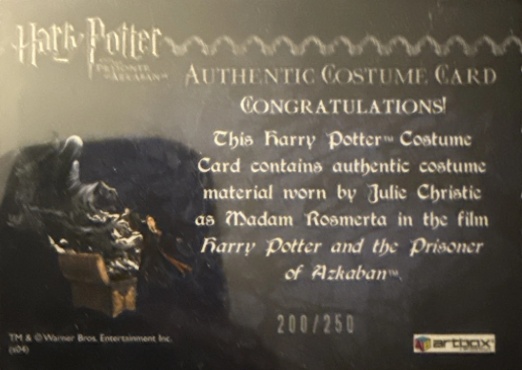 Harry Potter
AND THE
PRISONER
OF AZKABAN™
AUTHENTIC COSTUME CARD
CONGRATULATIONS!
This Harry Potter™ Costume
Card contains authentic costume
material worn by Julie Christie
as Madam Rosmerta in the film
Harry Potter and the Prisoner
of Azkaban™.
200/250
TM & © Warner Bros. Entertainment Inc.
(s04)
artbox